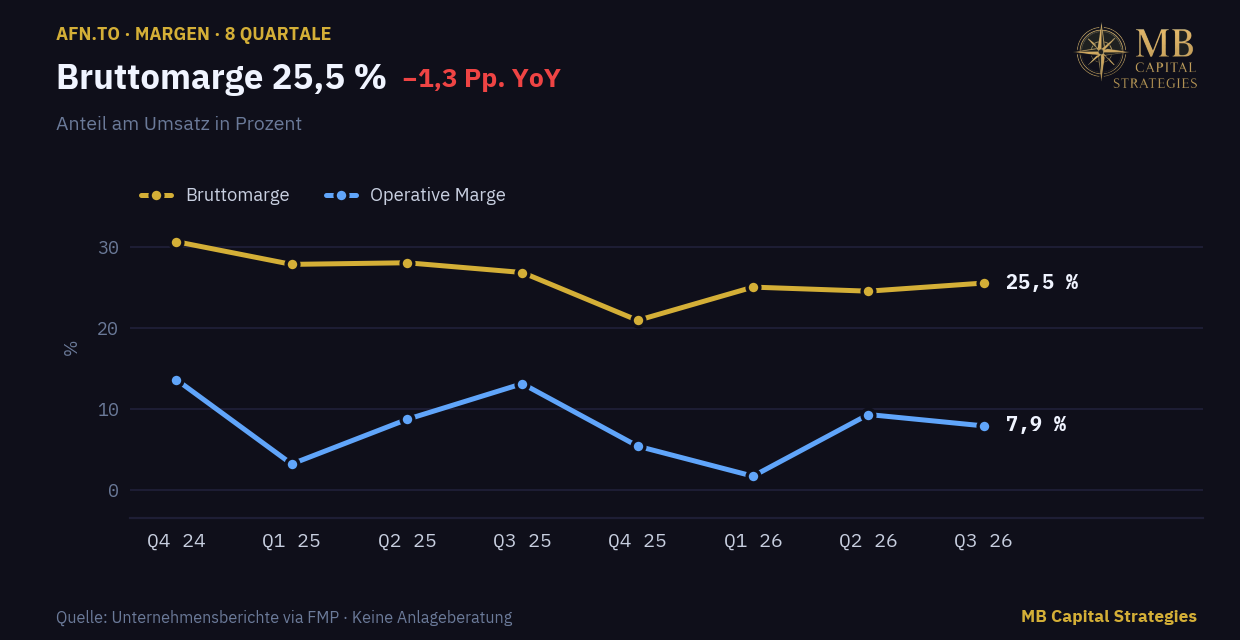 AFN.TO · MARGEN · 8 QUARTALE
Bruttomarge 25,5 % −1,3 Pp. YoY
Anteil am Umsatz in Prozent
MB
CAPITAL
STRATEGIES
Bruttomarge Operative Marge
30
25,5 %
20
%
10
7,9 %
0
Q4 24 Q1 25 Q2 25 Q3 25 Q4 25 Q1 26 Q2 26 Q3 26
Quelle: Unternehmensberichte via FMP · Keine Anlageberatung
MB Capital Strategies